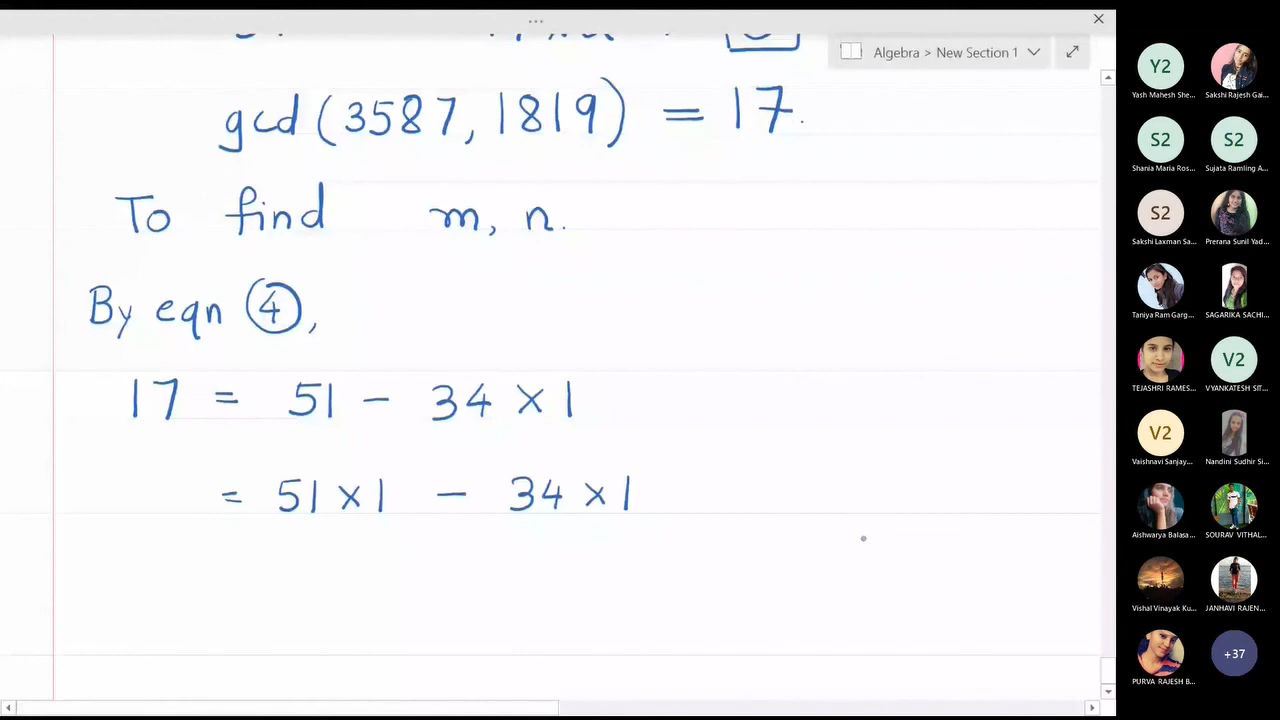 Algebra > New Section 1
gcd (3587, 1819) = 17.
To find m, n.
By eqn ④,
17 = 51 - 34 × 1
= 51 × 1 - 34 × 1
Y2
Yash Mahesh She...
Sakshi Rajesh Gai...
S2
Shania Maria Ros...
S2
Sujata Ramling A...
S2
Sakshi Laxman Sa...
Prerana Sunil Yad...
Taniya Ram Garg...
SAGARIKA SACHI...
TEJASHRI RAMES...
V2
VYANKATESH SIT...
V2
Vaishnavi Sanjay...
Nandini Sudhir Si...
Aishwarya Balasa...
SOURAV VITHAL...
Vishal Vinayak Ku...
JANHAVI RAJEN...
PURVA RAJESH B...
+37